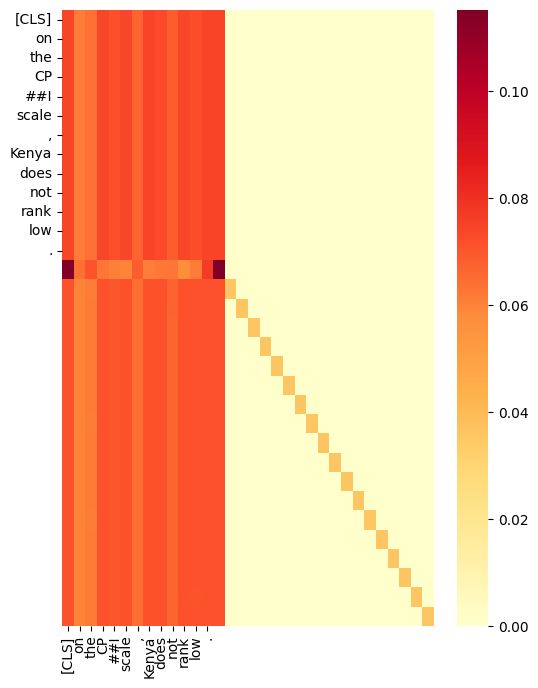 [CLS]
on
the
CP
##I
scale
,
Kenya
does
not
rank
low
.
0.10
0.08
0.06
0.04
0.02
0.00
[CLS]
on
the
CP
##I
scale
,
Kenya
does
not
rank
low
.